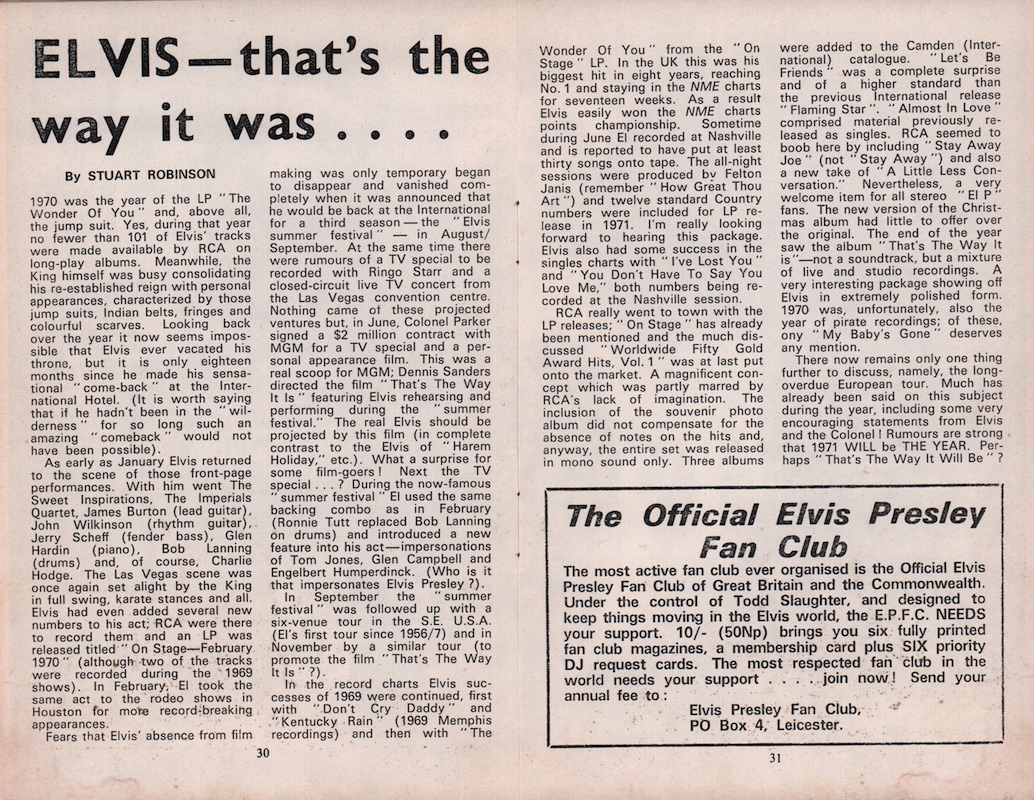 ELVIS—that's the
way it was . . . .
By STUART ROBINSON
1970 was the year of the LP "The
Wonder Of You" and, above all,
the jump suit. Yes, during that year
no fewer than 101 of Elvis' tracks
were made available by RCA on
long-play albums. Meanwhile, the
King himself was busy consolidating
his re-established reign with personal
appearances, characterized by those
jump suits, Indian belts, fringes and
colourful scarves. Looking back
over the year it now seems impos-
sible that Elvis ever vacated his
throne, but it is only eighteen
months since he made his sensa-
tional "come-back" at the Inter-
national Hotel. (It is worth saying
that if he hadn't been in the "wil-
derness" for so long such an
amazing "comeback" would not
have been possible).
As early as January Elvis returned
to the scene of those front-page
performances. With him went The
Sweet Inspirations, The Imperials
Quartet, James Burton (lead guitar),
John Wilkinson (rhythm guitar),
Jerry Scheff (fender bass), Glen
Hardin (piano), Bob Lanning
(drums) and, of course, Charlie
Hodge. The Las Vegas scene was
once again set alight by the King
in full swing, karate stances and all.
Elvis had even added several new
numbers to his act; RCA were there
to record them and an LP was
released titled "On Stage—February
1970" (although two of the tracks
were recorded during the 1969
shows). In February, El took the
same act to the rodeo shows in
Houston for more record-breaking
appearances.
Fears that Elvis' absence from film
making was only temporary began
to disappear and vanished com-
pletely when it was announced that
he would be back at the International
for a third season—the "Elvis
summer festival" — in August/
September. At the same time there
were rumours of a TV special to be
recorded with Ringo Starr and a
closed-circuit live TV concert from
the Las Vegas convention centre.
Nothing came of these projected
ventures but, in June, Colonel Parker
signed a $2 million contract with
MGM for a TV special and a per-
sonal appearance film. This was a
real scoop for MGM; Dennis Sanders
directed the film "That's The Way
It Is" featuring Elvis rehearsing and
performing during the "summer
festival." The real Elvis should be
projected by this film (in complete
contrast to the Elvis of "Harem
Holiday," etc.). What a surprise for
some film-goers! Next the TV
special . . . ? During the now-famous
"summer festival" El used the same
backing combo as in February
(Ronnie Tutt replaced Bob Lanning
on drums) and introduced a new
feature into his act—impersonations
of Tom Jones, Glen Campbell and
Engelbert Humperdinck. (Who is it
that impersonates Elvis Presley?).
In September the "summer
festival" was followed up with a
six-venue tour in the S.E. U.S.A.
(El's first tour since 1956/7) and in
November by a similar tour (to
promote the film "That's The Way
It Is"?).
In the record charts Elvis suc-
cesses of 1969 were continued, first
with "Don't Cry Daddy" and
"Kentucky Rain" (1969 Memphis
recordings) and then with "The
30
Wonder Of You" from the "On
Stage" LP. In the UK this was his
biggest hit in eight years, reaching
No. 1 and staying in the NME charts
for seventeen weeks. As a result
Elvis easily won the NME charts
points championship. Sometime
during June El recorded at Nashville
and is reported to have put at least
thirty songs onto tape. The all-night
sessions were produced by Felton
Janis (remember "How Great Thou
Art") and twelve standard Country
numbers were included for LP re-
lease in 1971. I'm really looking
forward to hearing this package.
Elvis also had some success in the
singles charts with "I've Lost You"
and "You Don't Have To Say You
Love Me," both numbers being re-
corded at the Nashville session.
RCA really went to town with the
LP releases; "On Stage" has already
been mentioned and the much dis-
cussed "Worldwide Fifty Gold
Award Hits, Vol. 1" was at last put
onto the market. A magnificent con-
cept which was partly marred by
RCA's lack of imagination. The
inclusion of the souvenir photo
album did not compensate for the
absence of notes on the hits and,
anyway, the entire set was released
in mono sound only. Three albums
were added to the Camden (Inter-
national) catalogue. "Let's Be
Friends" was a complete surprise
and of a higher standard than
the previous International release
"Flaming Star". "Almost In Love"
comprised material previously re-
leased as singles. RCA seemed to
boob here by including "Stay Away
Joe" (not "Stay Away") and also
a new take of "A Little Less Con-
versation." Nevertheless, a very
welcome item for all stereo "El P"
fans. The new version of the Christ-
mas album had little to offer over
the original. The end of the year
saw the album "That's The Way It
is"—not a soundtrack, but a mixture
of live and studio recordings. A
very interesting package showing off
Elvis in extremely polished form.
1970 was, unfortunately, also the
year of pirate recordings; of these,
ony "My Baby's Gone" deserves
any mention.
There now remains only one thing
further to discuss, namely, the long-
overdue European tour. Much has
already been said on this subject
during the year, including some very
encouraging statements from Elvis
and the Colonel! Rumours are strong
that 1971 WILL be THE YEAR. Per-
haps "That's The Way It Will Be"?
The Official Elvis Presley
Fan Club
The most active fan club ever organised is the Official Elvis
Presley Fan Club of Great Britain and the Commonwealth.
Under the control of Todd Slaughter, and designed to
keep things moving in the Elvis world, the E.P.F.C. NEEDS
your support. 10/- (50Np) brings you six fully printed
fan club magazines, a membership card plus SIX priority
DJ request cards. The most respected fan club in the
world needs your support . . . . join now! Send your
annual fee to:
Elvis Presley Fan Club,
PO Box 4, Leicester.
31